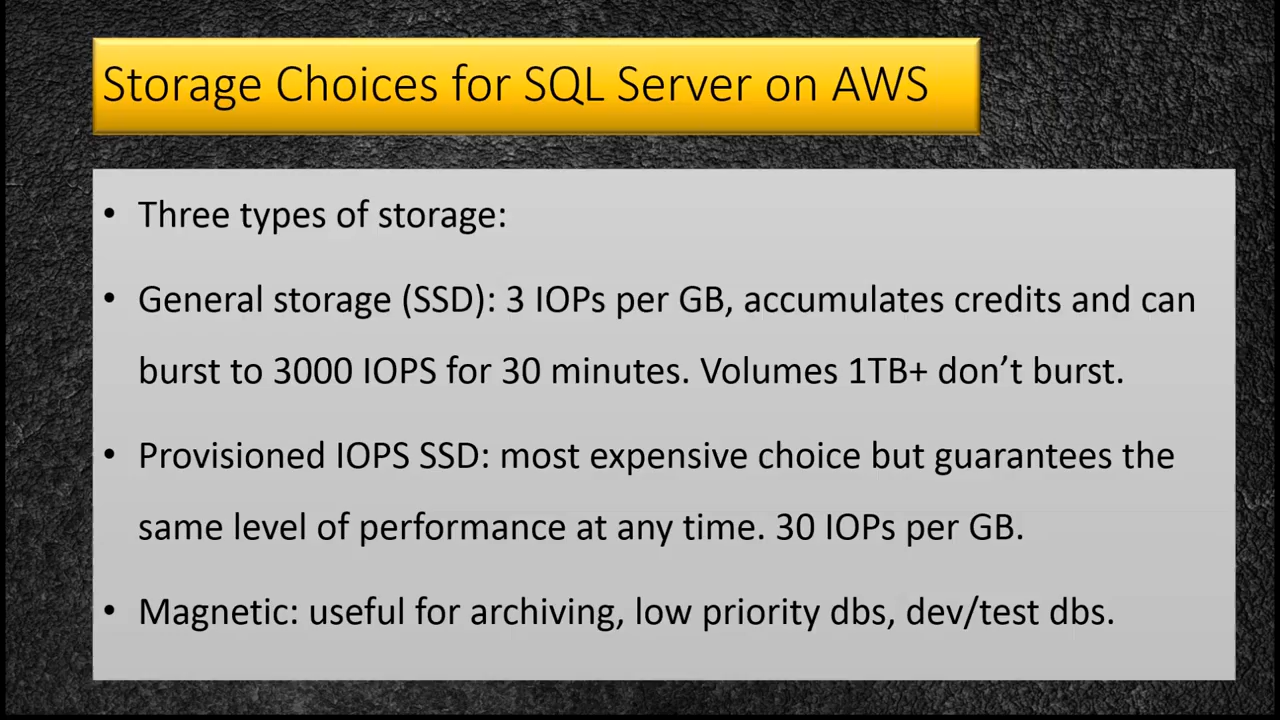 Storage Choices for SQL Server on AWS
• Three types of storage:
• General storage (SSD): 3 IOPs per GB, accumulates credits and can
burst to 3000 IOPS for 30 minutes. Volumes 1TB+ don’t burst.
• Provisioned IOPS SSD: most expensive choice but guarantees the
same level of performance at any time. 30 IOPs per GB.
• Magnetic: useful for archiving, low priority dbs, dev/test dbs.